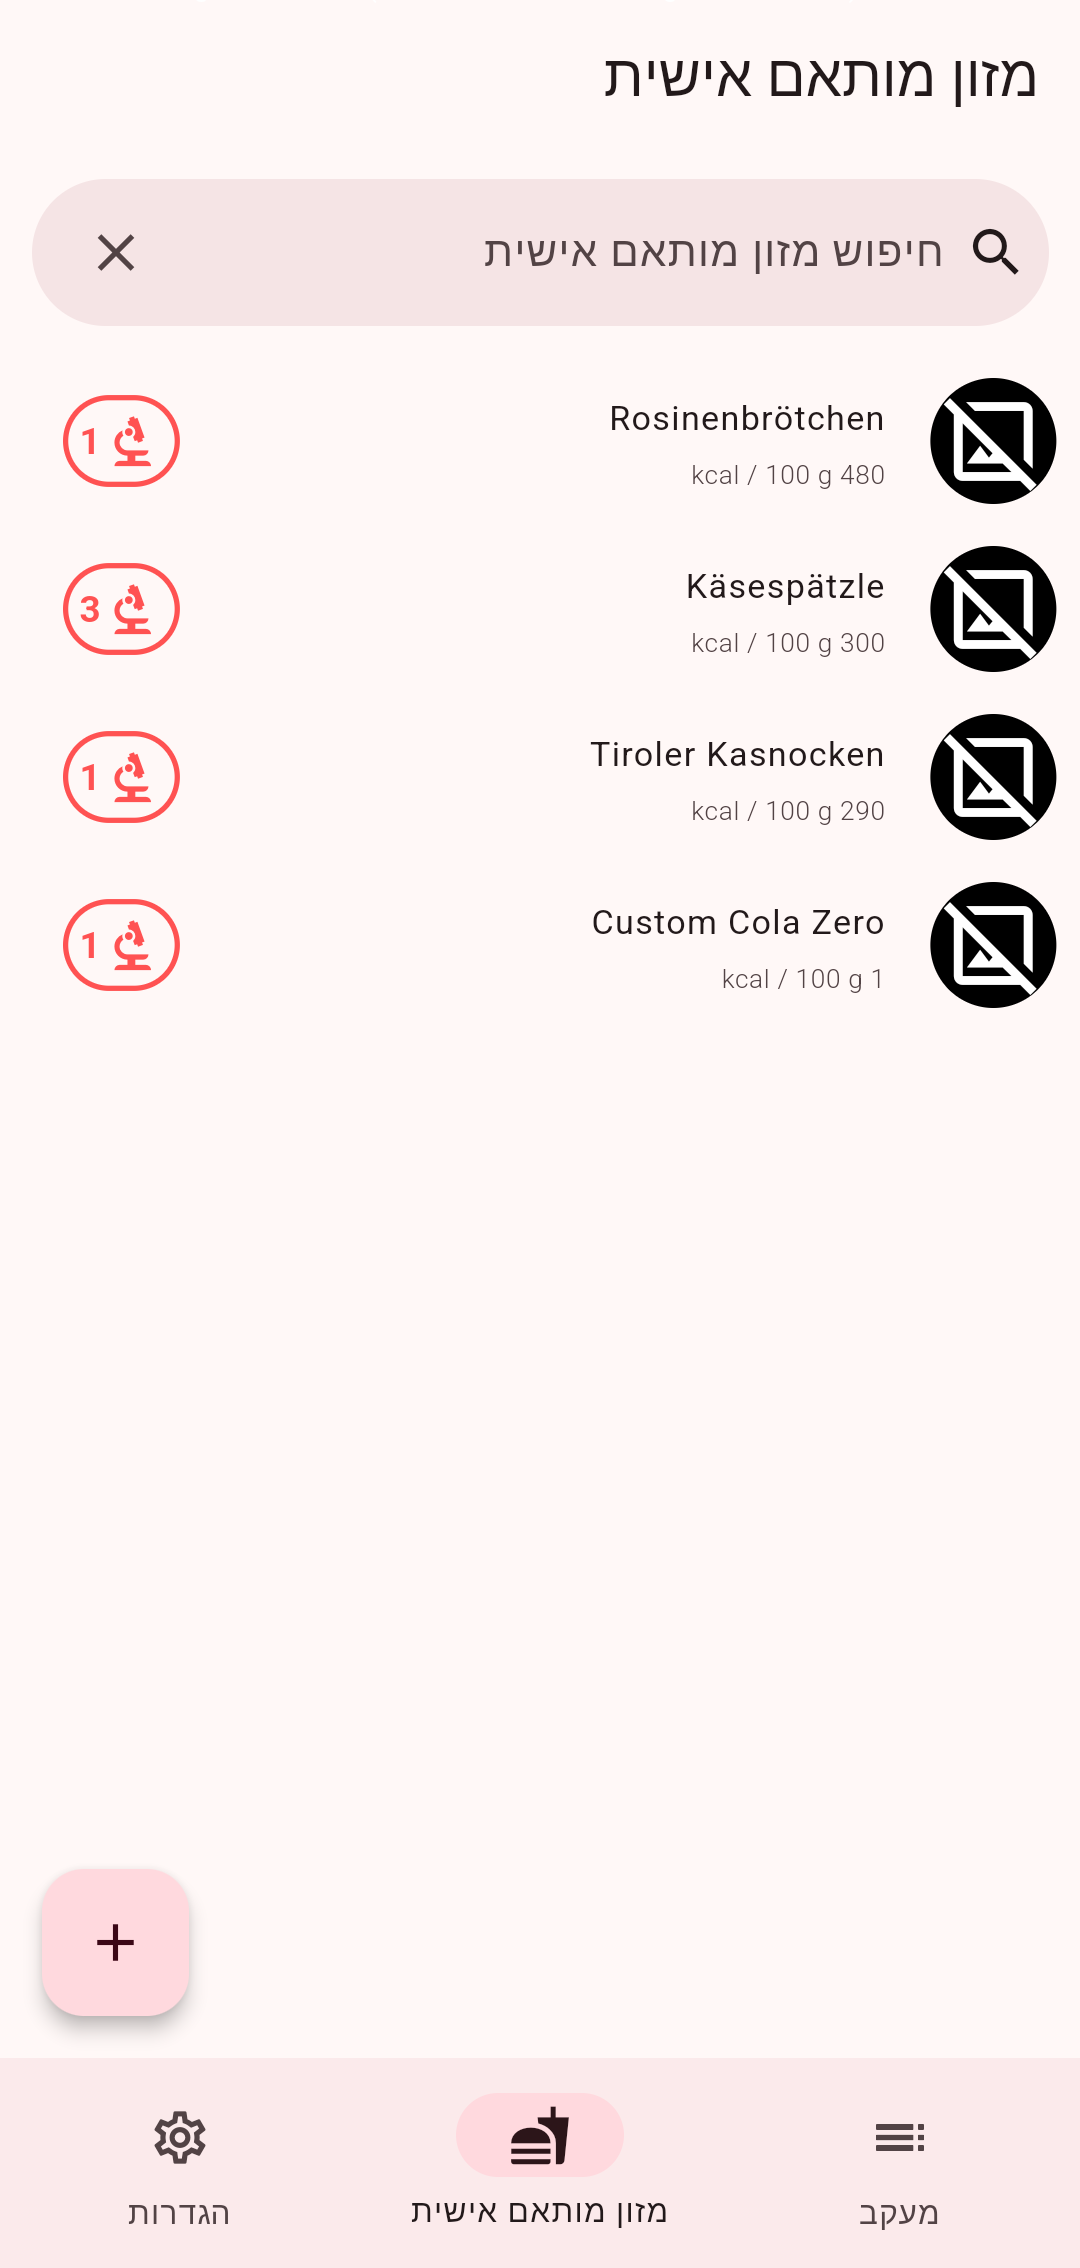 מזון מותאם אישית
חיפוש מזון מותאם אישית
Rosinenbrötchen
kcal / 100 g 480
1
Käsespätzle
kcal / 100 g 300
3
Tiroler Kasnocken
kcal / 100 g 290
1
Custom Cola Zero
kcal / 100 g 1
1
מעקב
מזון מותאם אישית
הגדרות